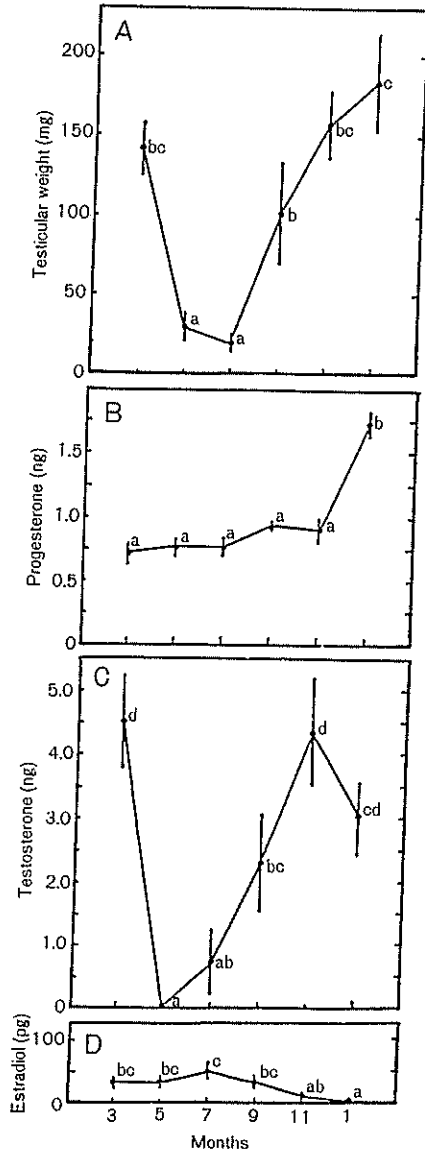 A
200
150
100
50
0
Testicular weight (mg)
bc
a
a
b
bc
c
B
1.5
1.0
0.5
0
Progesterone (ng)
a
a
a
a
a
b
C
5.0
4.0
3.0
2.0
1.0
0
Testosterone (ng)
d
a
ab
bc
d
cd
D
100
0
Estradiol (pg)
bc
bc
c
bc
ab
a
3 5 7 9 11 1
Months